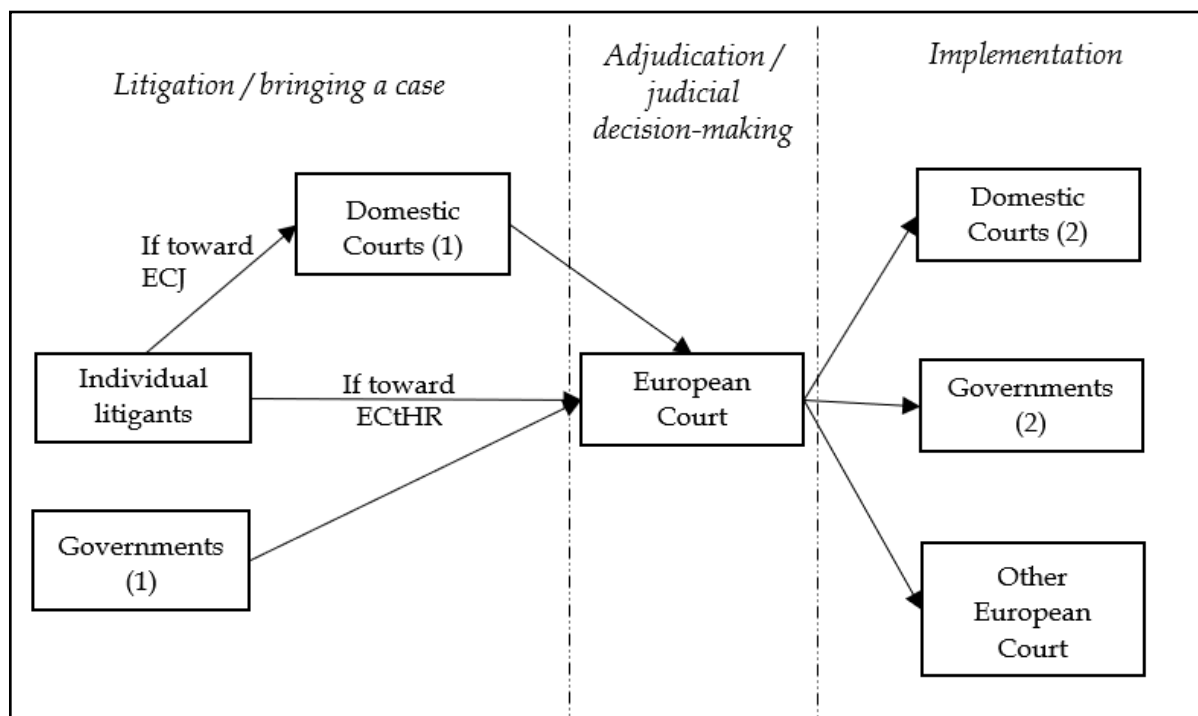 Litigation / bringing a case
Adjudication /
judicial
decision-making
Implementation
Domestic
Courts (1)
If toward
ECJ
Individual
litigants
If toward
ECtHR
Governments
(1)
European
Court
Domestic
Courts (2)
Governments
(2)
Other
European
Court